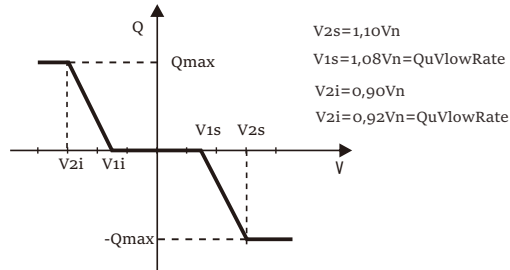 Q
V2s=1,10Vn
V1s=1,08Vn=QuVlowRate
Qmax
V2i=0,90Vn
V2i=0,92Vn=QuVlowRate
V1s
V2s
V2i
V1i
V
-Qmax